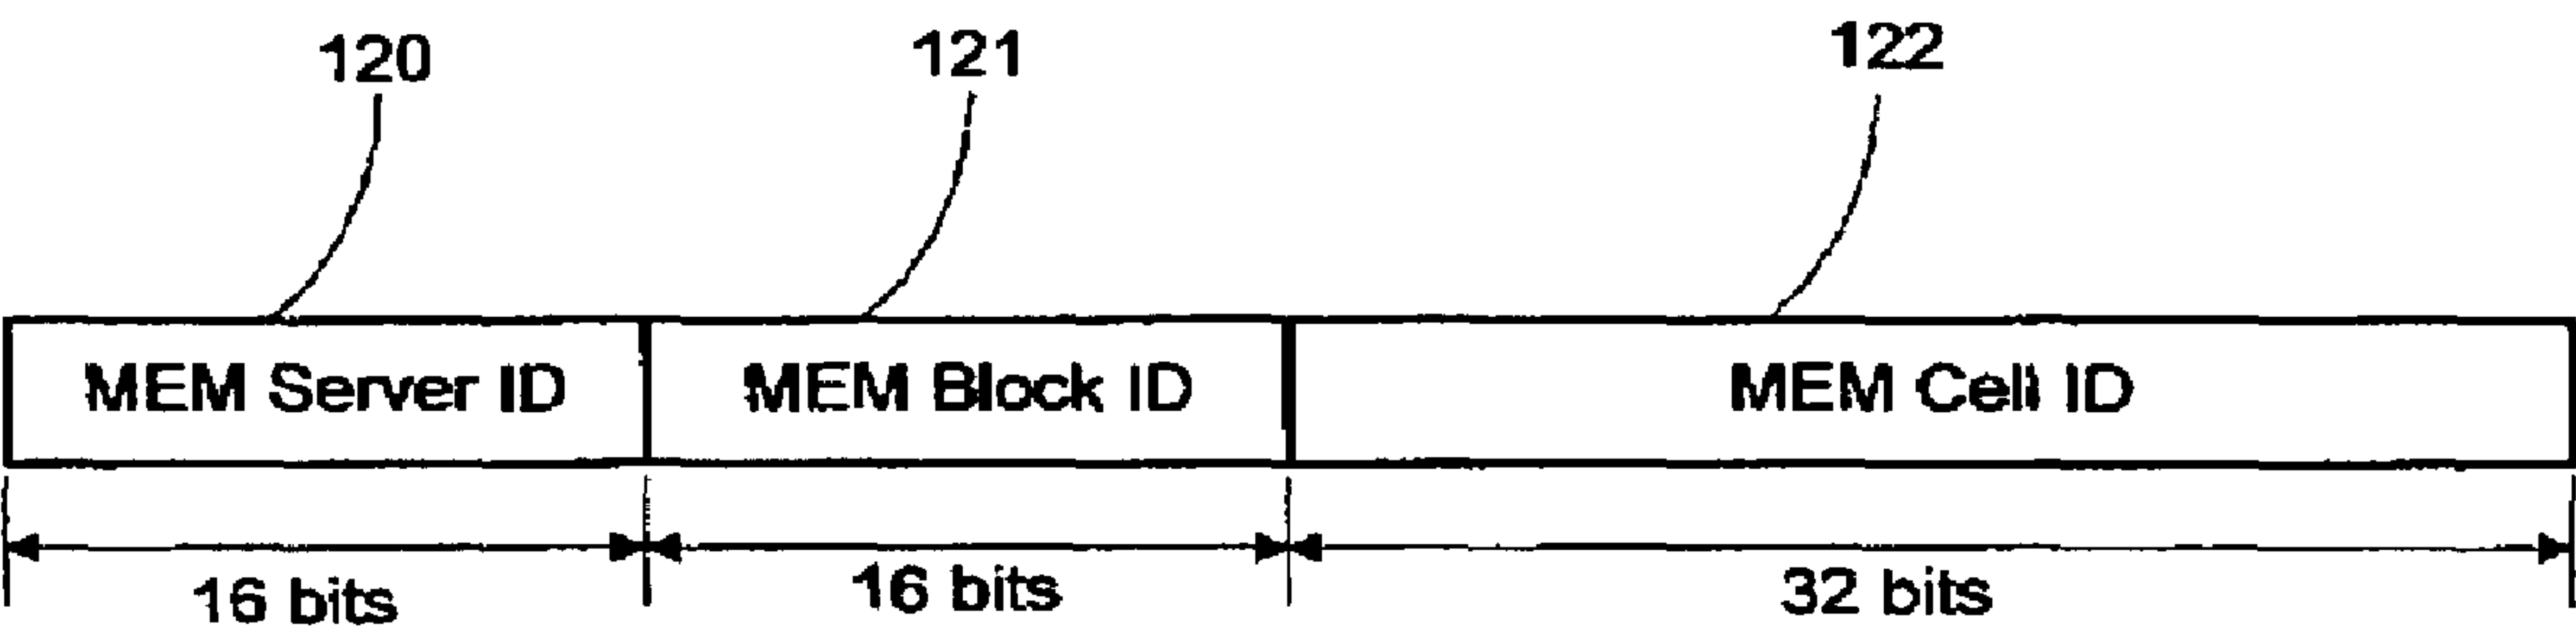 120 121 122
MEM Server ID MEM Block ID MEM Cell ID
16 bits 16 bits 32 bits